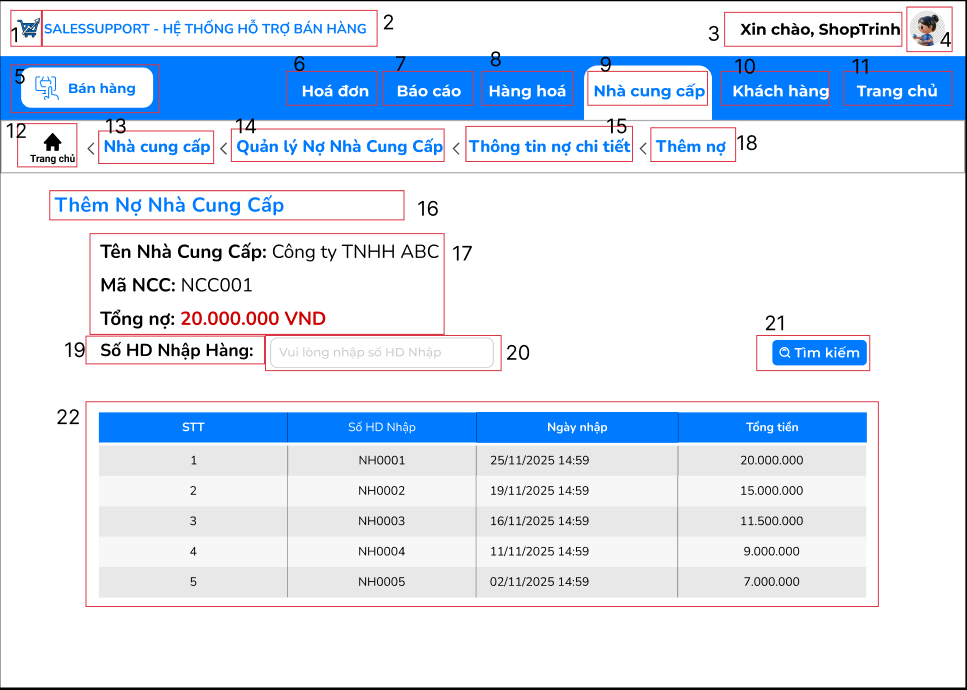 1 SALESSUPPORT - HỆ THỐNG HỖ TRỢ BÁN HÀNG 2
3 Xin chào, ShopTrinh 4
5 Bán hàng 6 Hoá đơn 7 Báo cáo 8 Hàng hoá 9 Nhà cung cấp 10 Khách hàng 11 Trang chủ
12 Trang chủ < 13 Nhà cung cấp < 14 Quản lý Nợ Nhà Cung Cấp < 15 Thông tin nợ chi tiết < Thêm nợ 18
Thêm Nợ Nhà Cung Cấp 16
Tên Nhà Cung Cấp: Công ty TNHH ABC 17
Mã NCC: NCC001
Tổng nợ: 20.000.000 VND
19 Số HD Nhập Hàng: Vui lòng nhập số HD Nhập 20
21 Tìm kiếm
22
STT Số HD Nhập Ngày nhập Tổng tiền
1 NH0001 25/11/2025 14:59 20.000.000
2 NH0002 19/11/2025 14:59 15.000.000
3 NH0003 16/11/2025 14:59 11.500.000
4 NH0004 11/11/2025 14:59 9.000.000
5 NH0005 02/11/2025 14:59 7.000.000